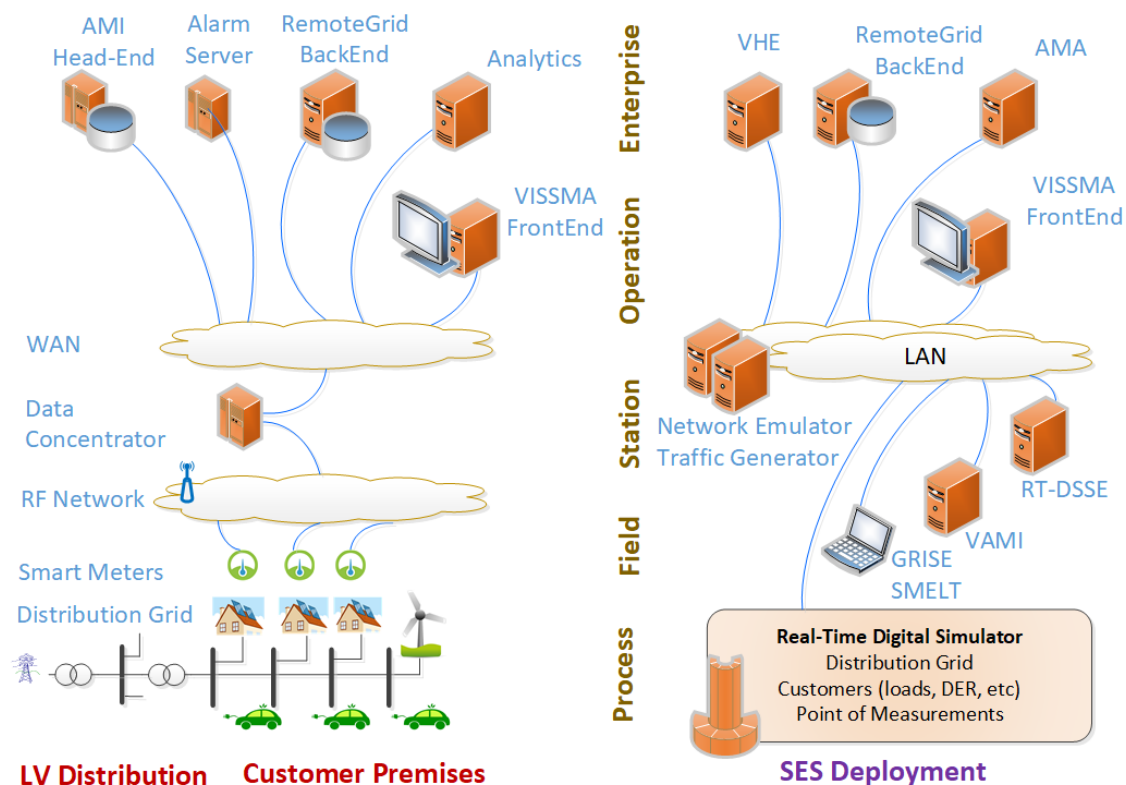 AMI
Head-End
Alarm
Server
RemoteGrid
BackEnd
Analytics
VISSMA
FrontEnd
WAN
Data
Concentrator
RF Network
Smart Meters
Distribution Grid
LV Distribution
Customer Premises
Enterprise
Operation
Station
Field
Process
VHE
RemoteGrid
BackEnd
AMA
VISSMA
FrontEnd
LAN
Network Emulator
Traffic Generator
RT-DSSE
VAMI
GRISE
SMELT
Real-Time Digital Simulator
Distribution Grid
Customers (loads, DER, etc)
Point of Measurements
SES Deployment